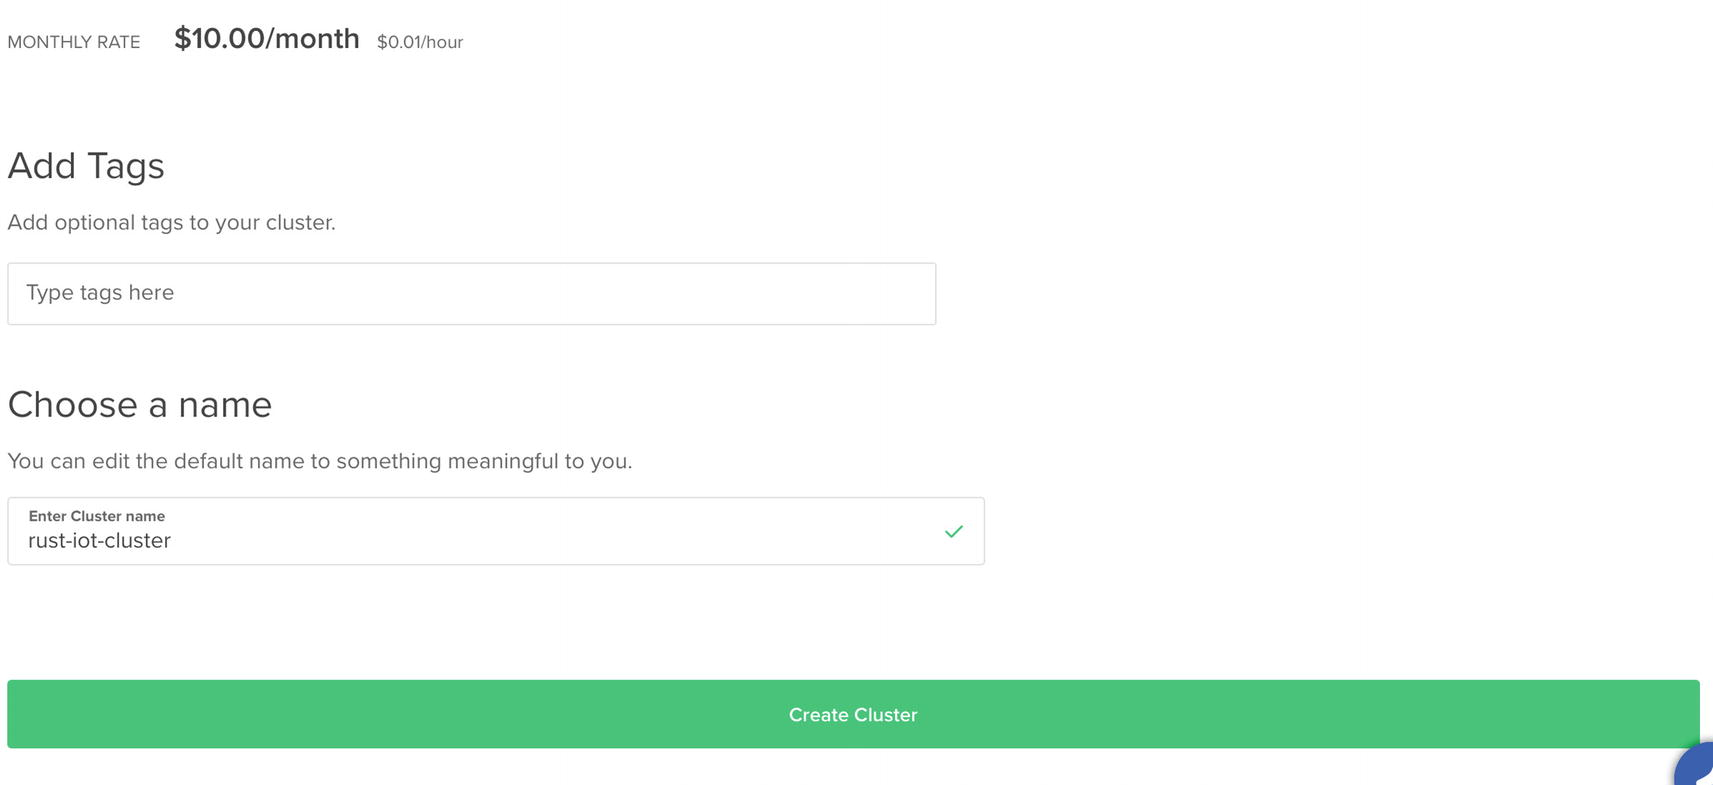 MONTHLY RATE $10.00/month $0.01/hour
Add Tags
Add optional tags to your cluster.
Type tags here
Choose a name
You can edit the default name to something meaningful to you.
Enter Cluster name
rust-iot-cluster
Create Cluster